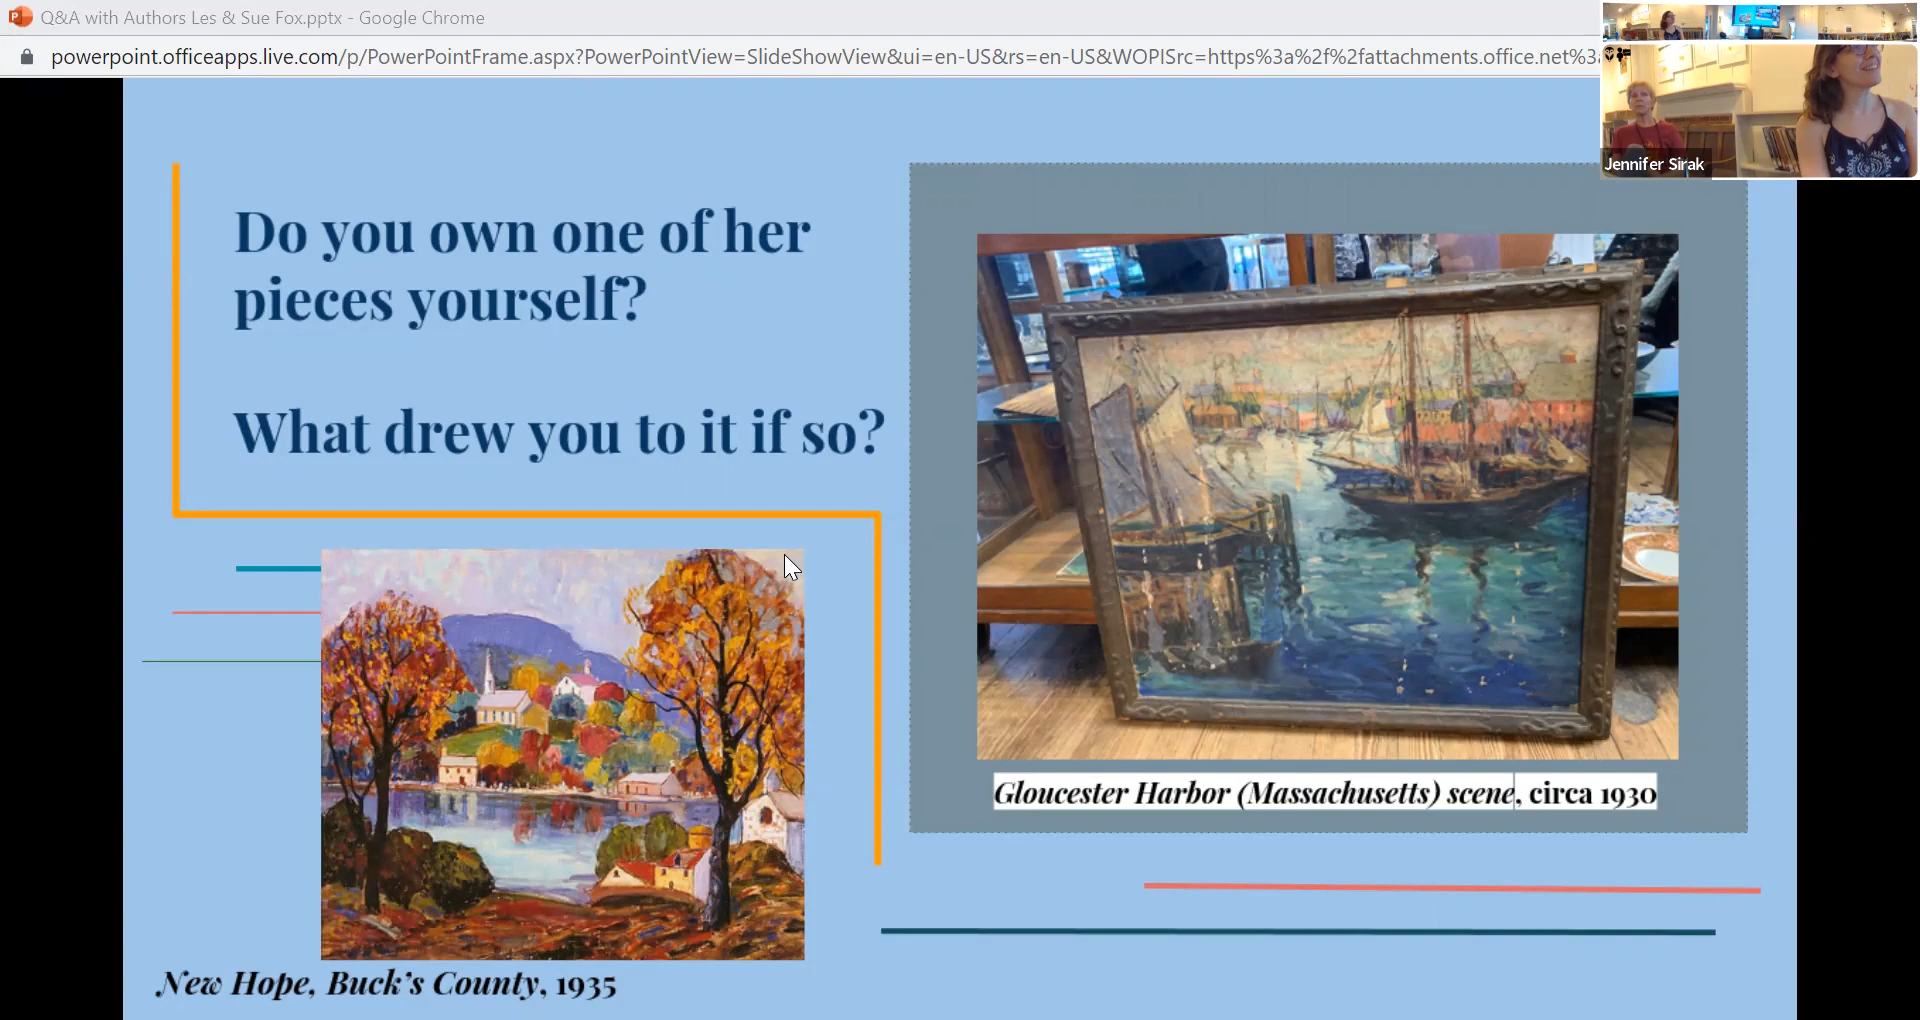 Q&A with Authors Les & Sue Fox.pptx - Google Chrome
powerpoint.officeapps.live.com/p/PowerPointFrame.aspx?PowerPointView=SlideShowView&ui=en-US&rs=en-US&WOPISrc=https%3a%2f%2fattachments.office.net%3
Jennifer Sirak
Do you own one of her
pieces yourself?
What drew you to it if so?
Gloucester Harbor (Massachusetts) scene, circa 1930
New Hope, Buck's County, 1935